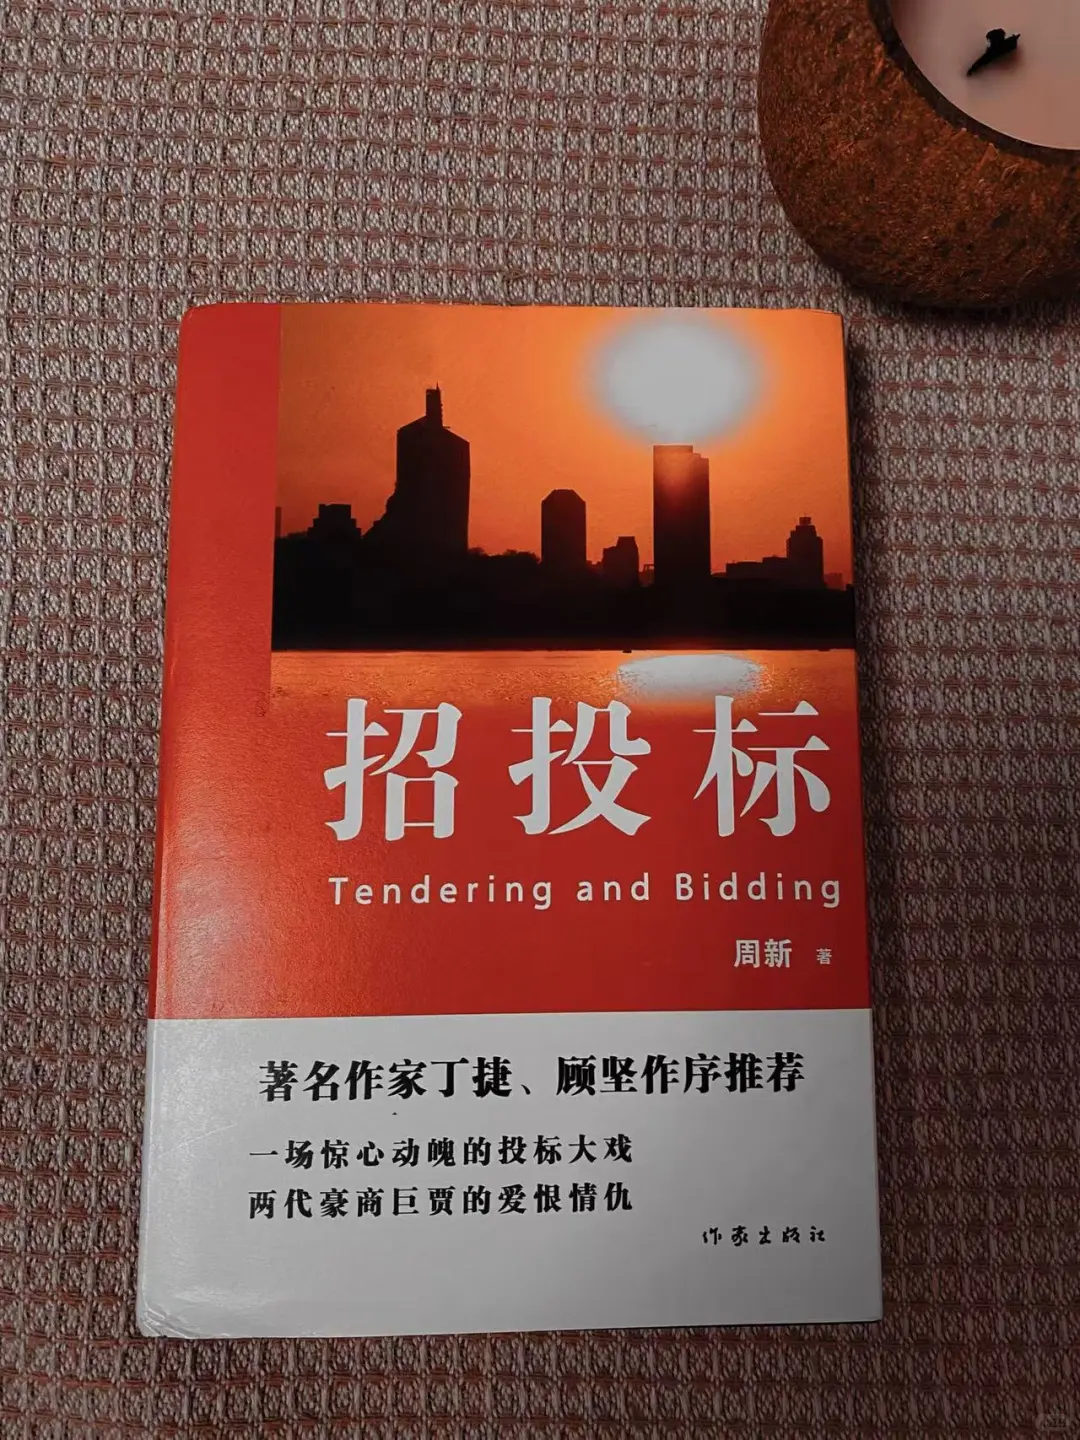 招投标
Tendering and Bidding
周新 著
著名作家丁捷、顾坚作序推荐
一场惊心动魄的投标大戏
两代豪商巨贾的爱恨情仇
作家出版社